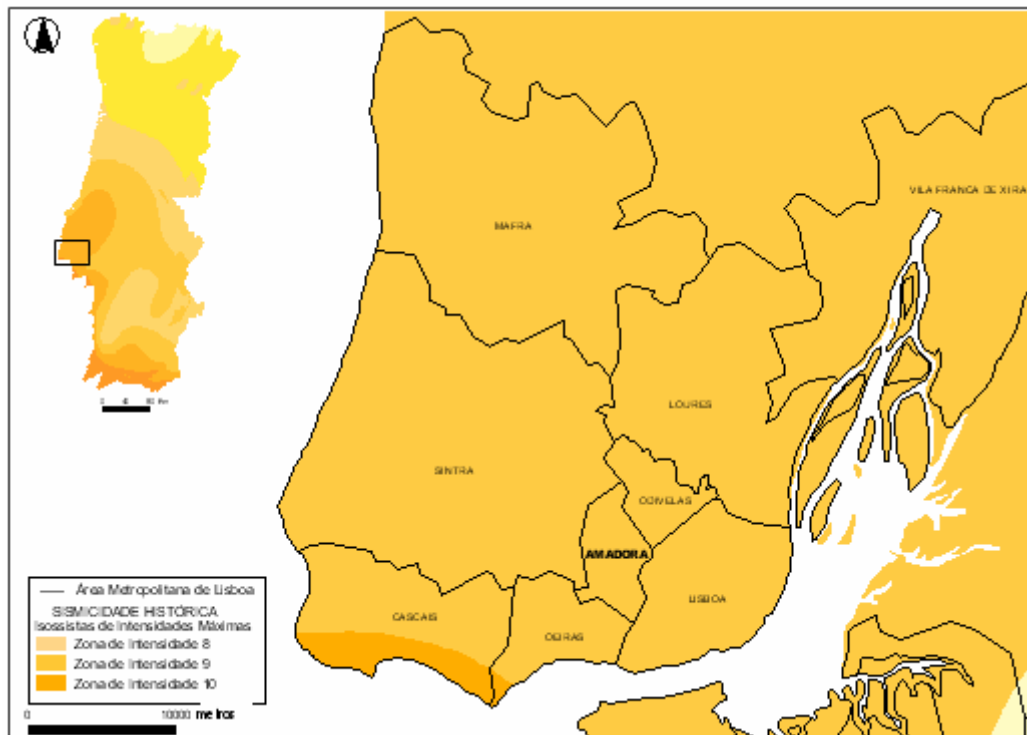 VILA FRANCA DE XIRA
MAFRA
LOURES
SINTRA
ODIVELAS
AMADORA
LISBOA
CASCAIS
OEIRAS
Área Metropolitana de Lisboa
SISMICIDADE HISTÓRICA
Isossistas de Intensidades Máximas
Zona de Intensidade 8
Zona de Intensidade 9
Zona de Intensidade 10
0 10000 metros